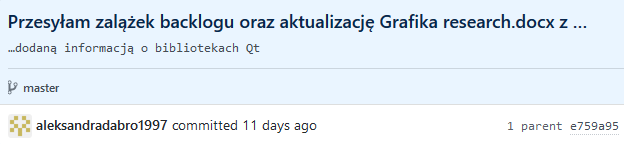 Przesyłam zalążek backlogu oraz aktualizację Grafika research.docx z ...
…dodaną informacją o bibliotekach Qt
master
aleksandradabro1997 committed 11 days ago
1 parent e759a95